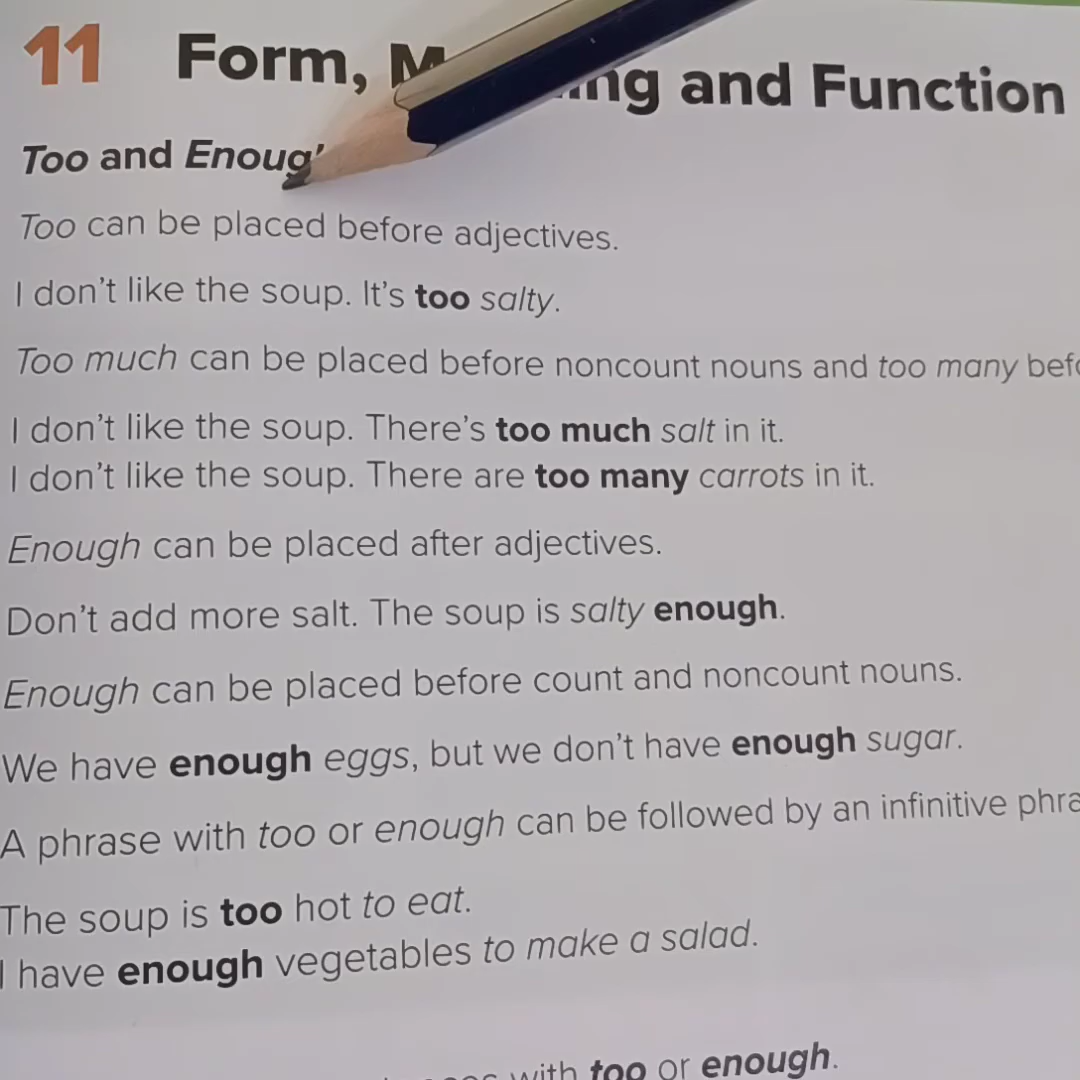 11 Form, and Function
Too and
Too can be placed before adjectives.
I don't like the soup. It's too salty.
Too much can be placed before noncount nouns and too many
I don't like the soup. There's too much salt in it.
I don't like the soup. There are too many carrots in it.
Enough can be placed after adjectives.
Don't add more salt. The soup is salty enough.
Enough can be placed before count and noncount nouns.
We have enough eggs, but we don't have enough sugar.
A phrase with too or enough can be followed by an infinitive
The soup is too hot to eat.
I have enough vegetables to make a salad.
with too or enough.